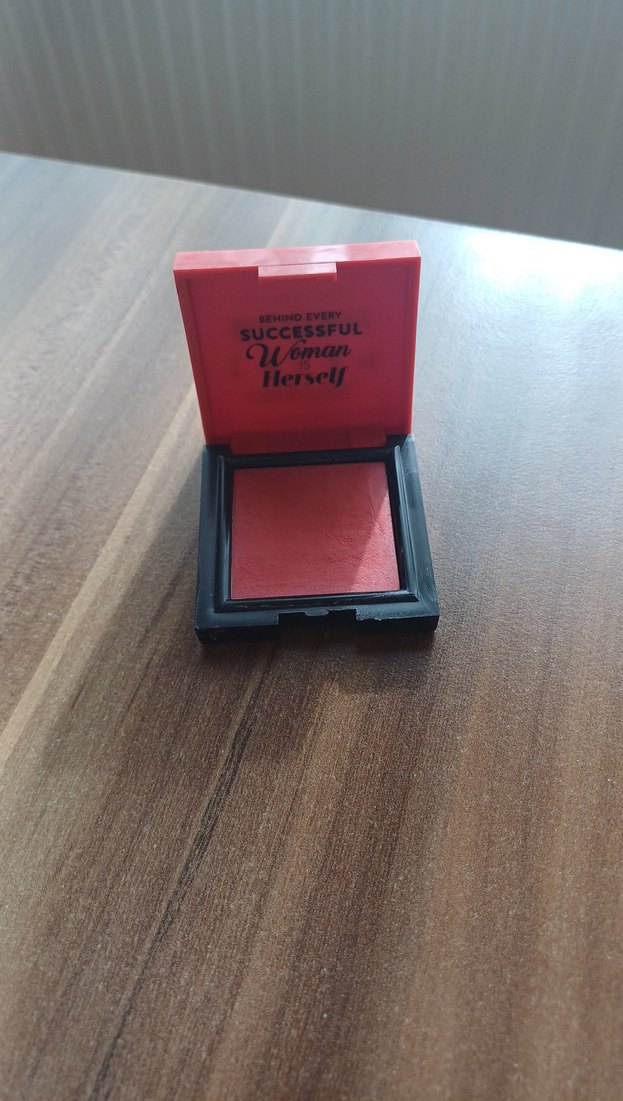 BEHIND EVERY
SUCCESSFUL
Woman
IS
Herself